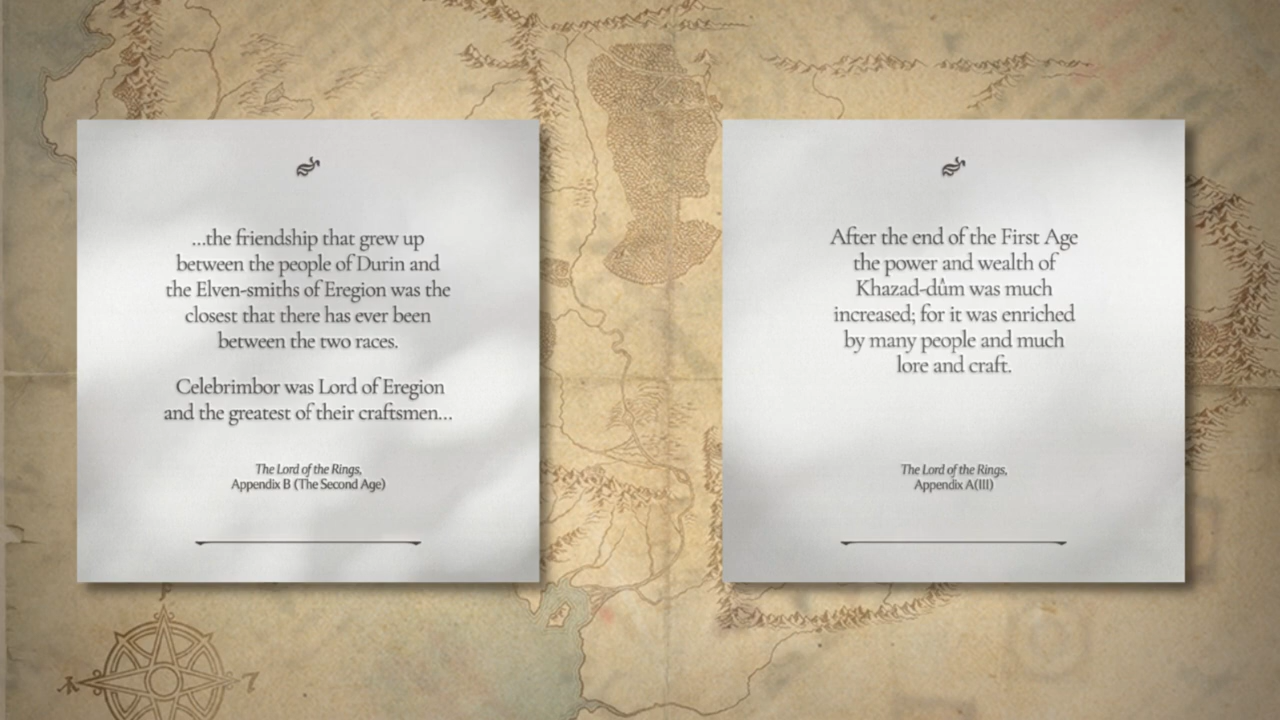 ...the friendship that grew up
between the people of Durin and
the Elven-smiths of Eregion was the
closest that there has ever been
between the two races.
Celebrimbor was Lord of Eregion
and the greatest of their craftsmen...
The Lord of the Rings,
Appendix B (The Second Age)
After the end of the First Age
the power and wealth of
Khazad-dûm was much
increased; for it was enriched
by many people and much
lore and craft.
The Lord of the Rings,
Appendix A(III)